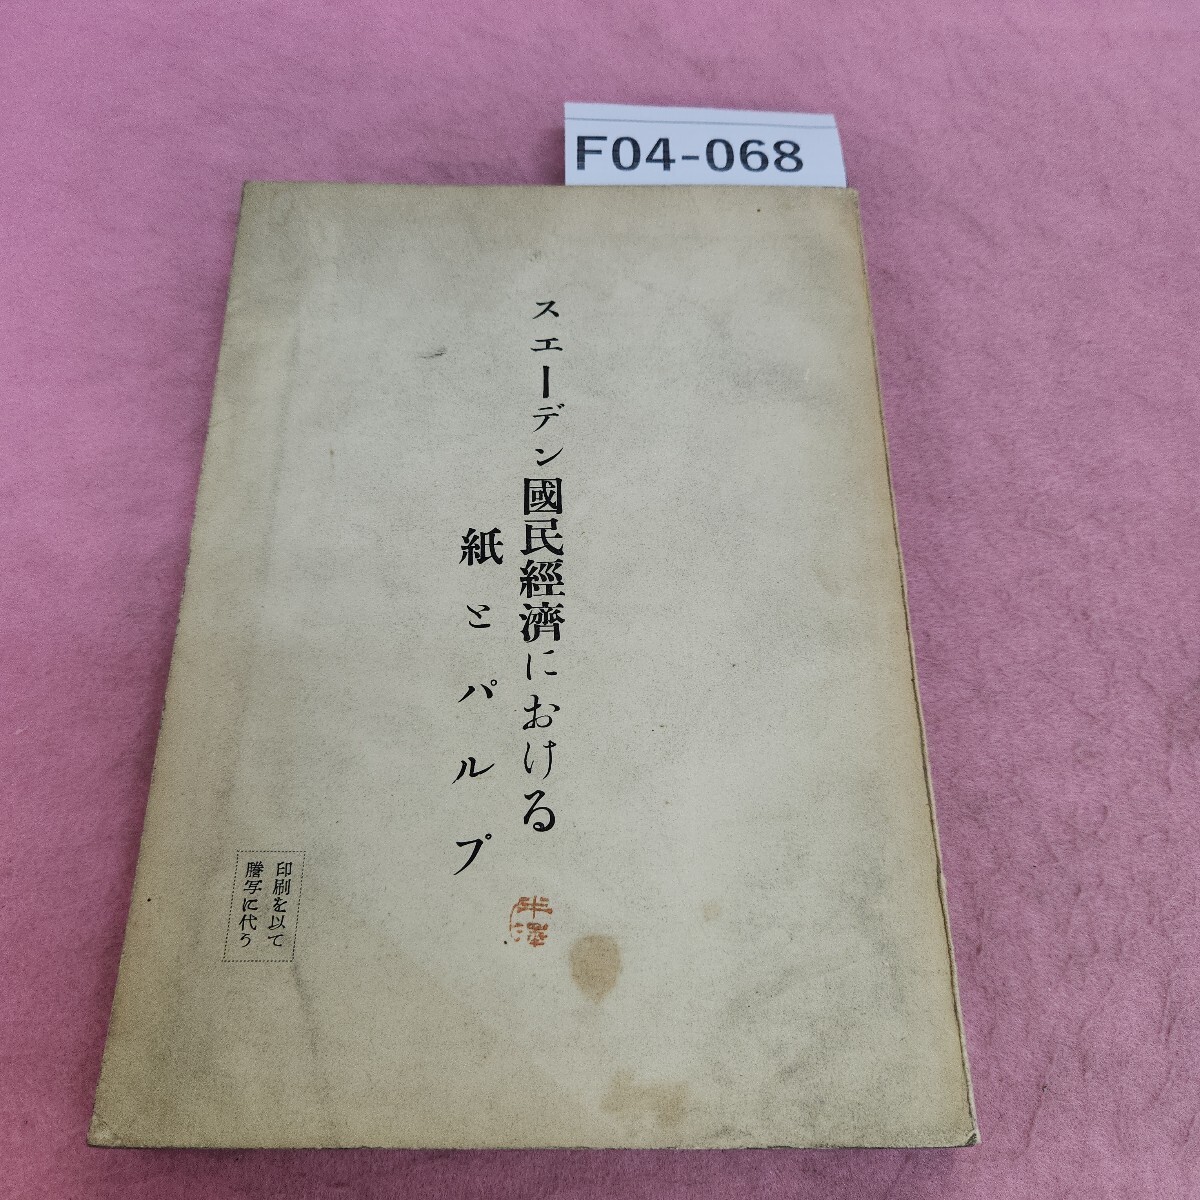 F04-068
スエーデン國民經濟における
紙とパルプ
印刷を以て
謄写に代う